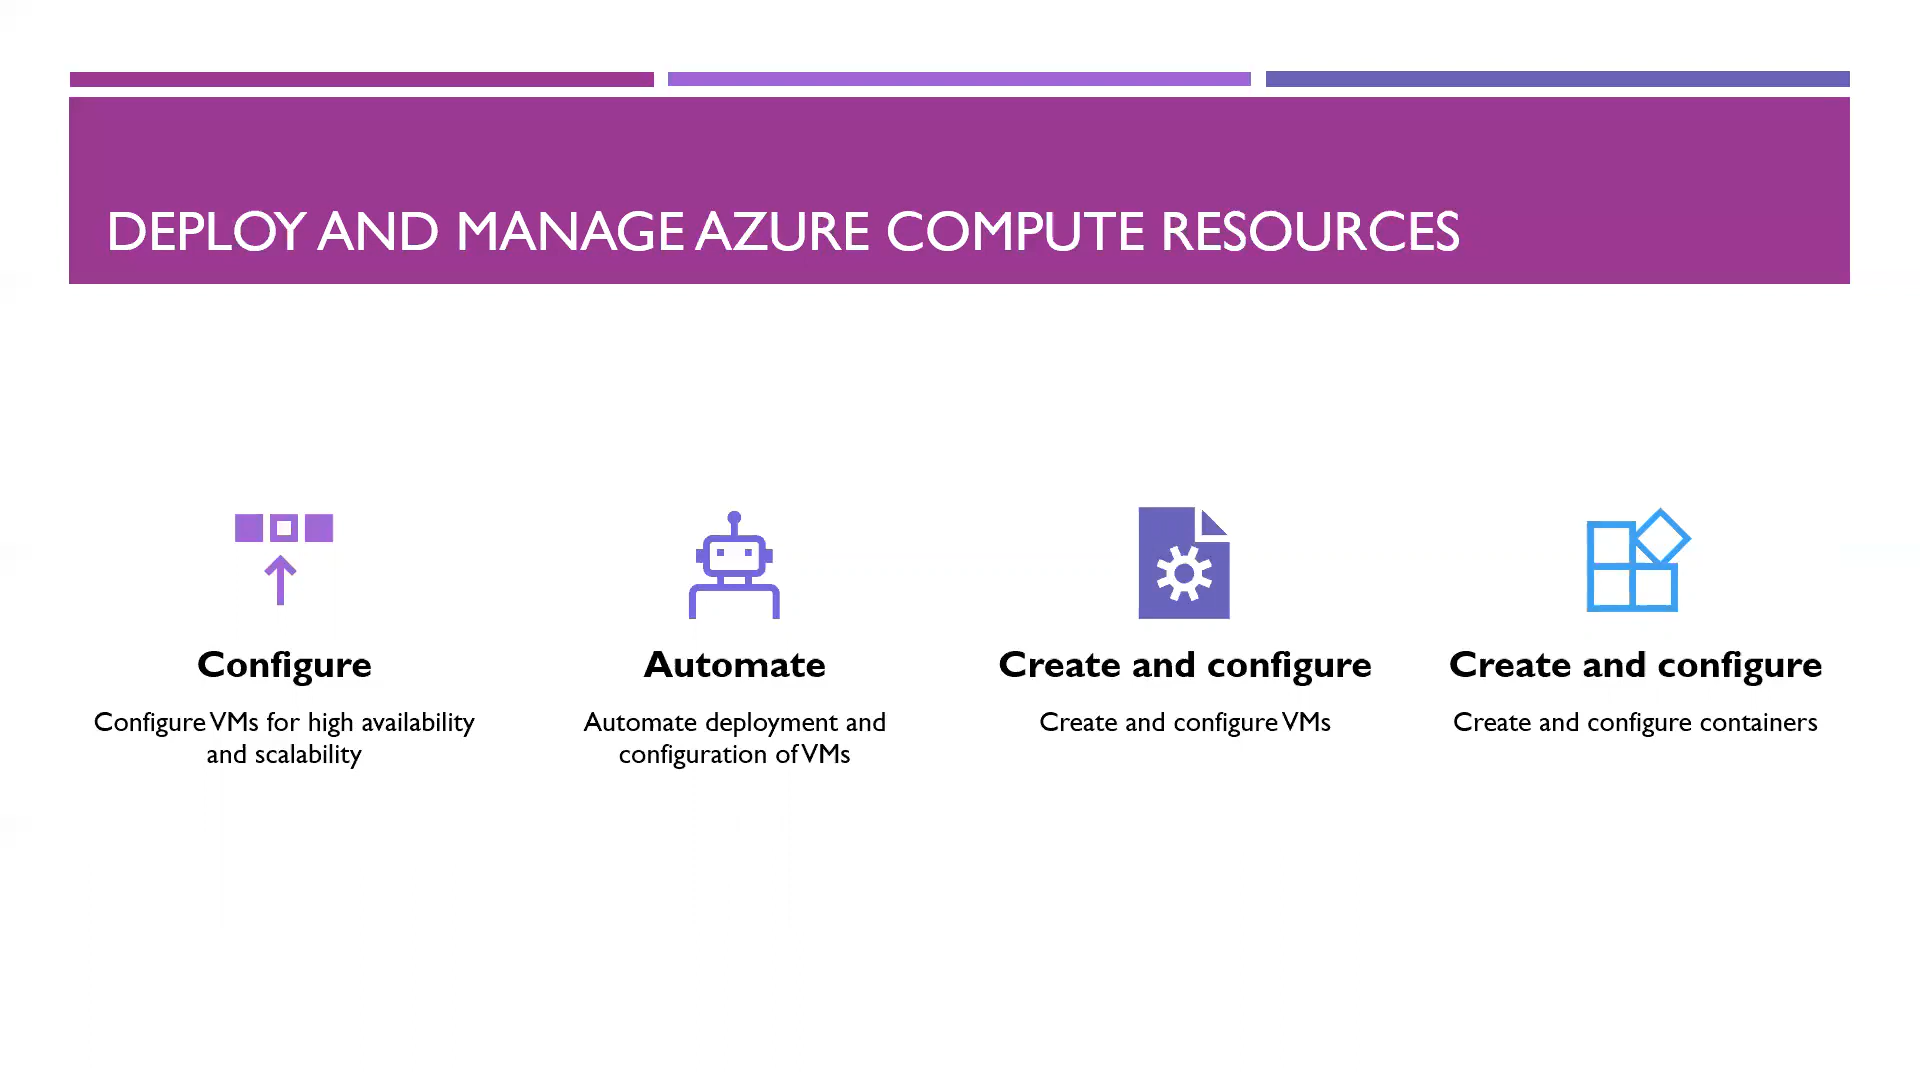 DEPLOY AND MANAGE AZURE COMPUTE RESOURCES
Configure
Configure VMs for high availability
and scalability
Automate
Automate deployment and
configuration of VMs
Create and configure
Create and configure VMs
Create and configure
Create and configure containers